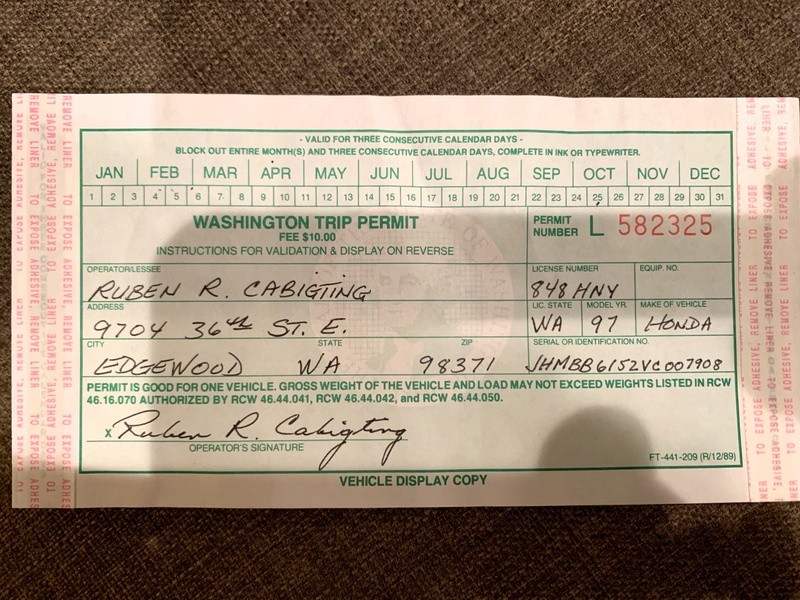 - VALID FOR THREE CONSECUTIVE CALENDAR DAYS -
BLOCK OUT ENTIRE MONTH(S) AND THREE CONSECUTIVE CALENDAR DAYS, COMPLETE IN INK OR TYPEWRITER.
JAN FEB MAR APR MAY JUN JUL AUG SEP OCT NOV DEC
1 2 3 4 5 6 7 8 9 10 11 12 13 14 15 16 17 18 19 20 21 22 23 24 25 26 27 28 29 30 31
WASHINGTON TRIP PERMIT
FEE $10.00
INSTRUCTIONS FOR VALIDATION & DISPLAY ON REVERSE
PERMIT NUMBER L 582325
OPERATOR/LESSEE LICENSE NUMBER EQUIP. NO.
RUBEN R. CABIGTING 848 HNY
ADDRESS LIC. STATE MODEL YR. MAKE OF VEHICLE
9704 36th ST. E. WA 97 HONDA
CITY STATE ZIP SERIAL OR IDENTIFICATION NO.
EDGEWOOD WA 98371 JHMBB6152VC007908
PERMIT IS GOOD FOR ONE VEHICLE. GROSS WEIGHT OF THE VEHICLE AND LOAD MAY NOT EXCEED WEIGHTS LISTED IN RCW
46.16.070 AUTHORIZED BY RCW 46.44.041, RCW 46.44.042, and RCW 46.44.050.
x Ruben R. Cabigting
OPERATOR'S SIGNATURE
FT-441-209 (R/12/89)
VEHICLE DISPLAY COPY
REMOVE LINER TO EXPOSE ADHESIVE, REMOVE LINER TO EXPOSE ADHESIVE
TO EXPOSE ADHESIVE, REMOVE LINER TO EXPOSE ADHESIVE